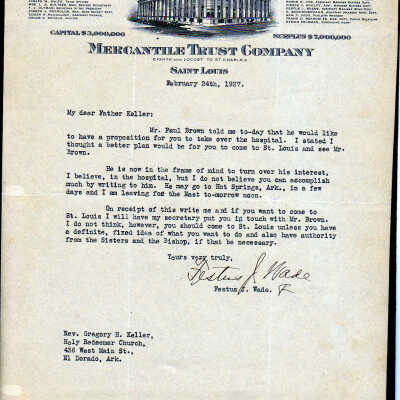 CAPITAL $3,000,000
SURPLUS $7,000,000
MERCANTILE TRUST COMPANY
EIGHTH AND LOCUST TO ST. CHARLES
SAINT LOUIS
February 24th, 1927.
My dear Father Keller:
Mr. Paul Brown told me to-day that he would like
to have a proposition for you to take over the hospital. I stated I
thought a better plan would be for you to come to St. Louis and see Mr.
Brown.
He is now in the frame of mind to turn over his interest,
I believe, in the hospital, but I do not believe you can accomplish
much by writing to him. He may go to Hot Springs, Ark., in a few
days and I am leaving for the East to-morrow noon.
On receipt of this write me and if you want to come to
St. Louis I will have my secretary put you in touch with Mr. Brown.
I do not think, however, you should come to St. Louis unless you have
a definite, fixed idea of what you want to do and also have authority
from the Sisters and the Bishop, if that be necessary.
Yours very truly,
Festus J. Wade
Festus J. Wade.
Rev. Gregory H. Keller,
Holy Redeemer Church,
438 West Main St.,
El Dorado, Ark.